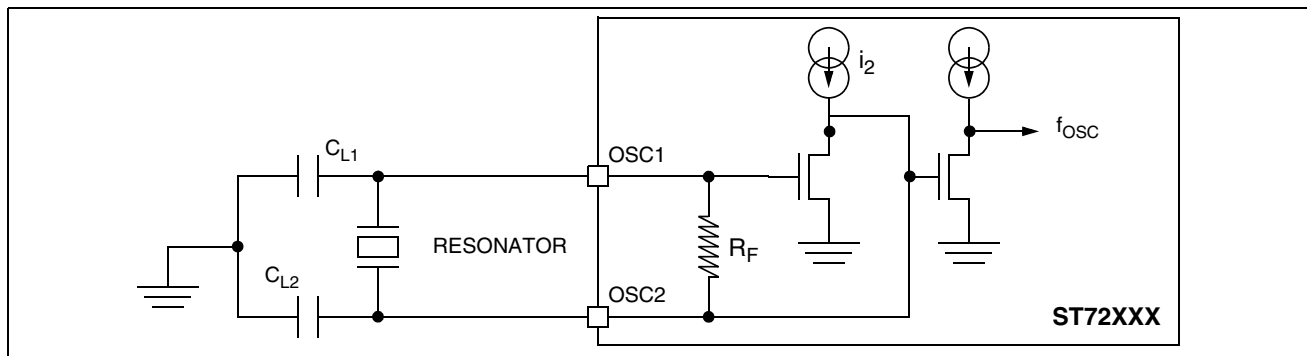 i2
fOSC
CL1
OSC1
RESONATOR
RF
CL2
OSC2
ST72XXX